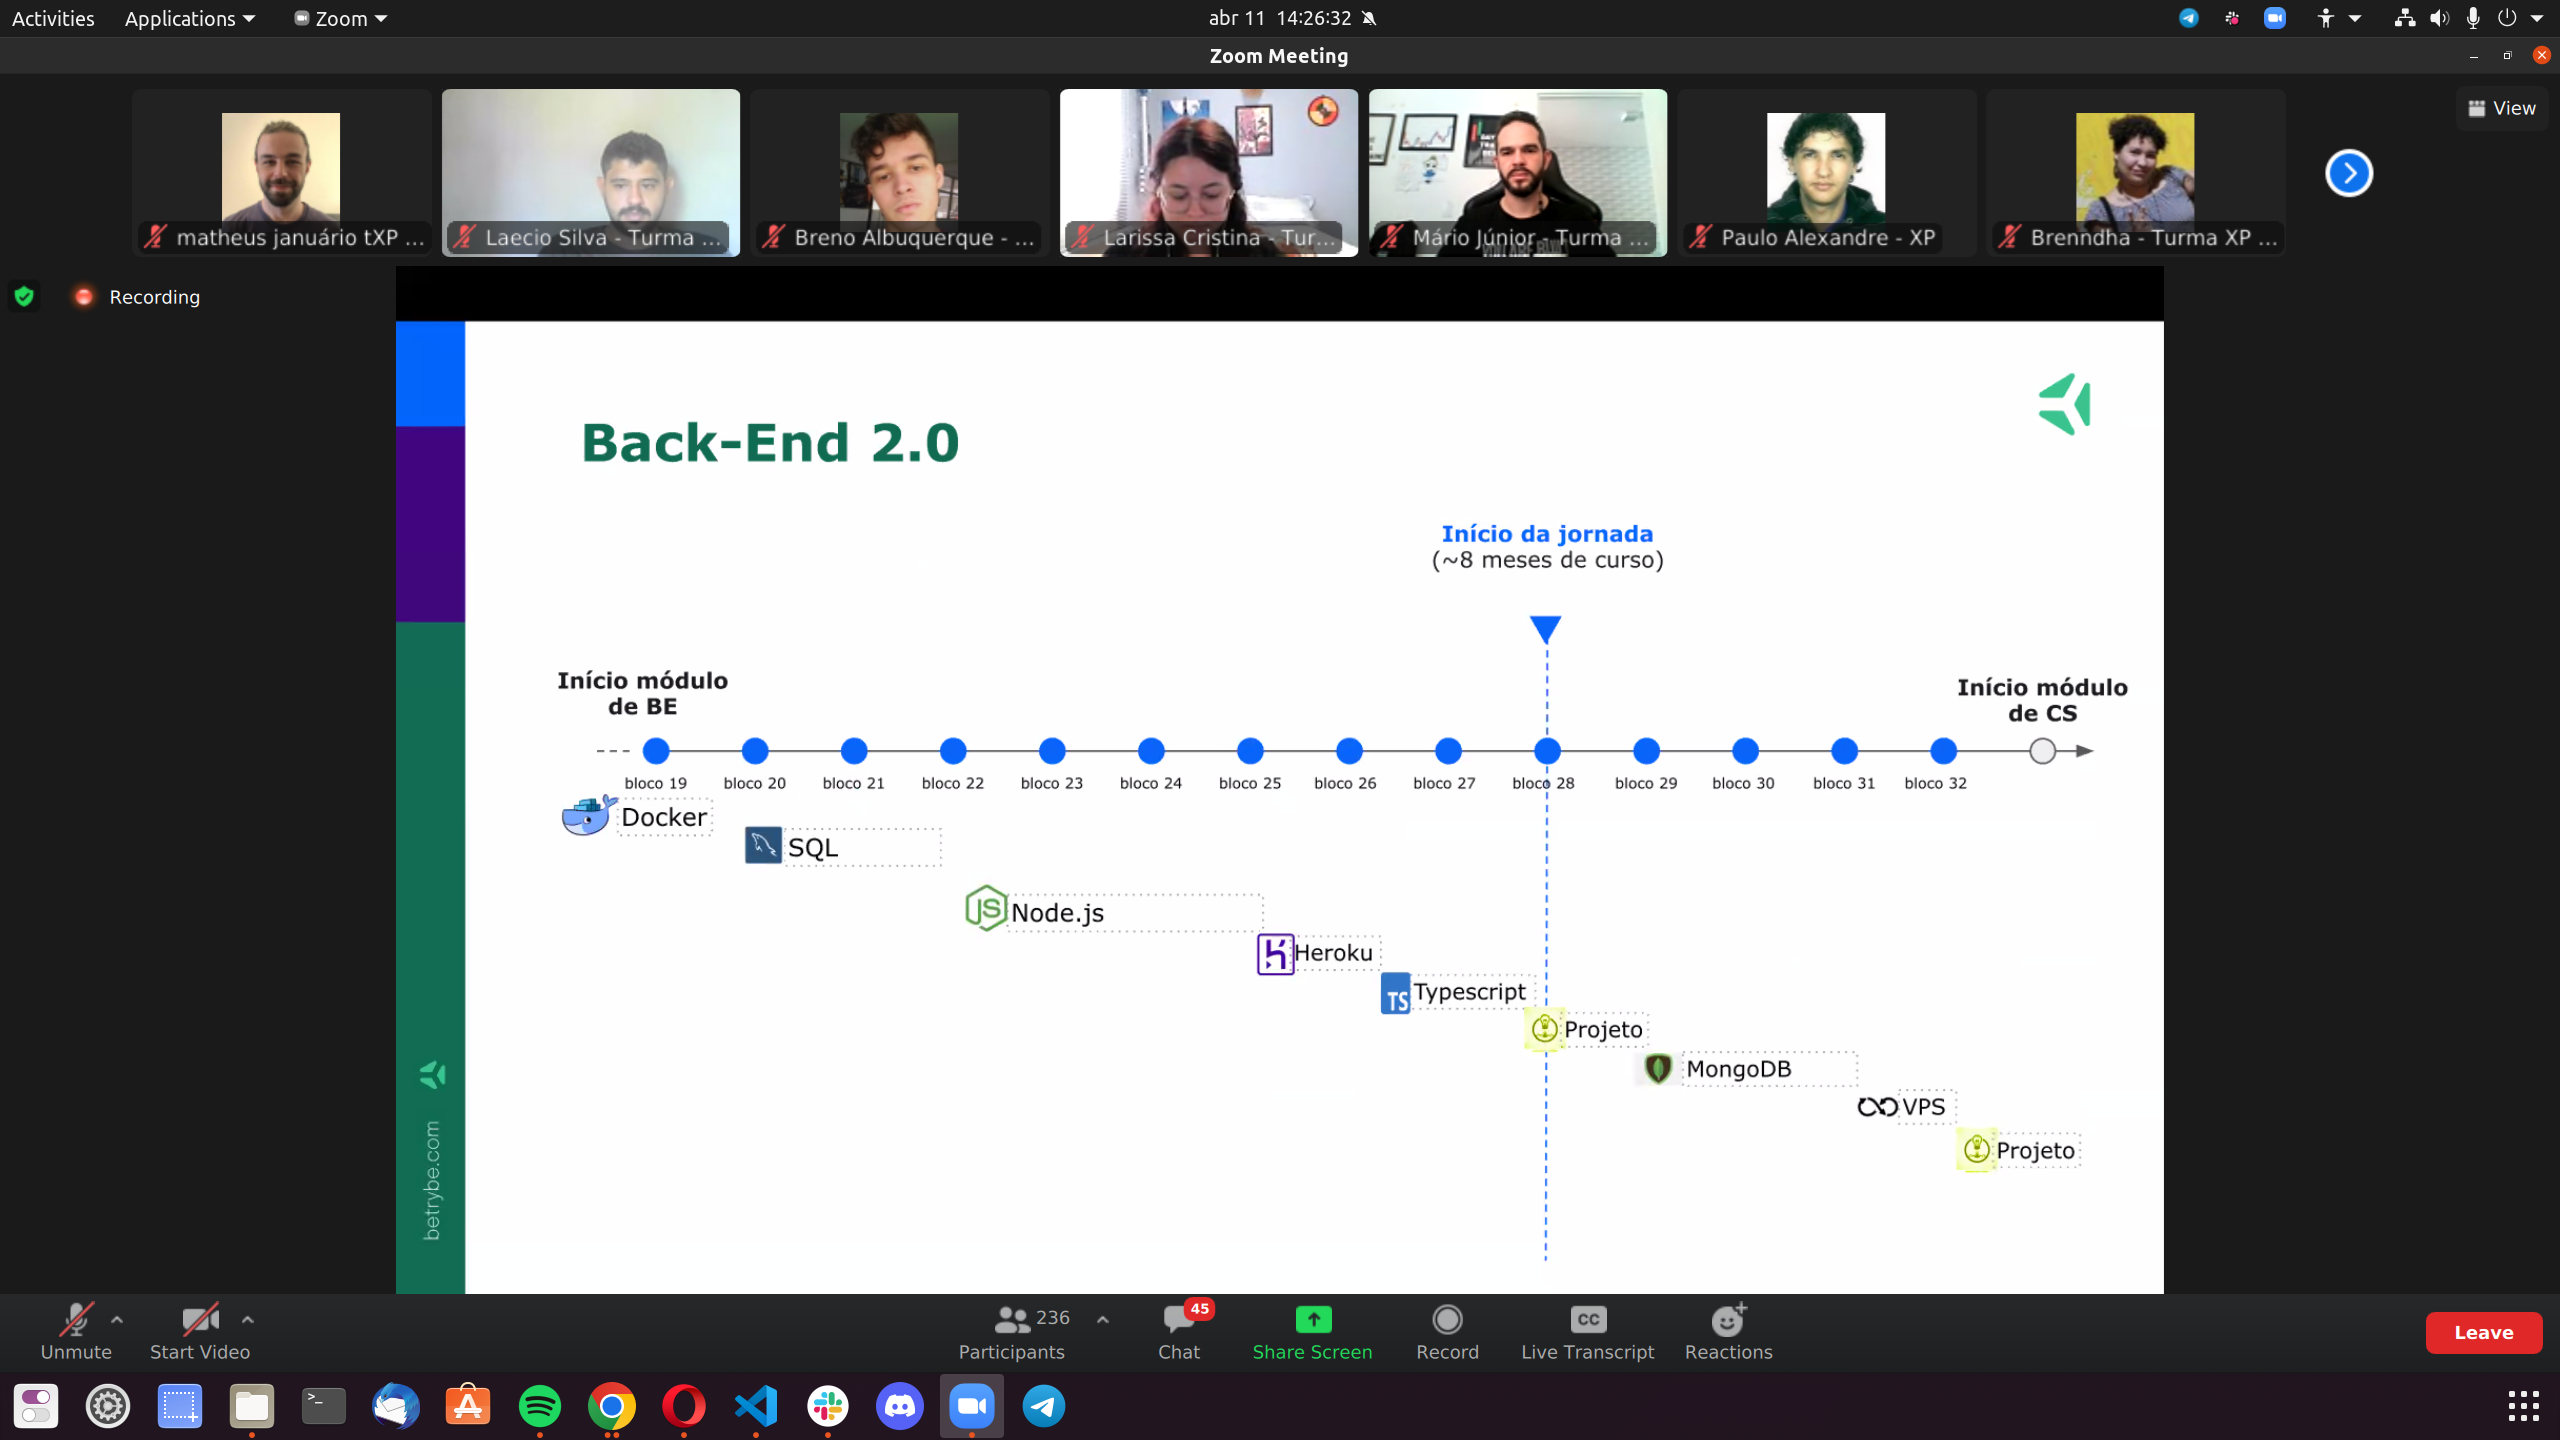 Activities
Applications
Zoom
abr 11 14:26:32
Zoom Meeting
matheus januário tXP ...
Laecio Silva - Turma ...
Breno Albuquerque - ...
Larissa Cristina - Tur...
Mário Júnior - Turma ...
Paulo Alexandre - XP
Brenndha - Turma XP ...
View
Recording
Back-End 2.0
Início da jornada
(~8 meses de curso)
Início módulo
de BE
Início módulo
de CS
bloco 19
bloco 20
bloco 21
bloco 22
bloco 23
bloco 24
bloco 25
bloco 26
bloco 27
bloco 28
bloco 29
bloco 30
bloco 31
bloco 32
Docker
SQL
JS
Node.js
Heroku
TS
Typescript
Projeto
MongoDB
VPS
Projeto
betrybe.com
Unmute
Start Video
236
Participants
45
Chat
Share Screen
Record
CC
Live Transcript
Reactions
Leave